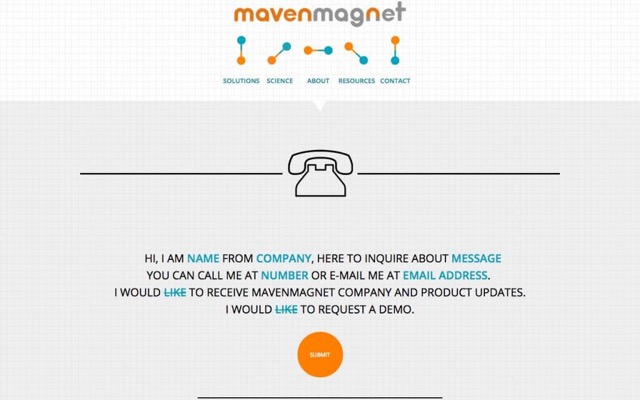 mavenmagnet
SOLUTIONS SCIENCE ABOUT RESOURCES CONTACT
HI, I AM NAME FROM COMPANY, HERE TO INQUIRE ABOUT MESSAGE
YOU CAN CALL ME AT NUMBER OR E-MAIL ME AT EMAIL ADDRESS.
I WOULD LIKE TO RECEIVE MAVENMAGNET COMPANY AND PRODUCT UPDATES.
I WOULD LIKE TO REQUEST A DEMO.
SUBMIT